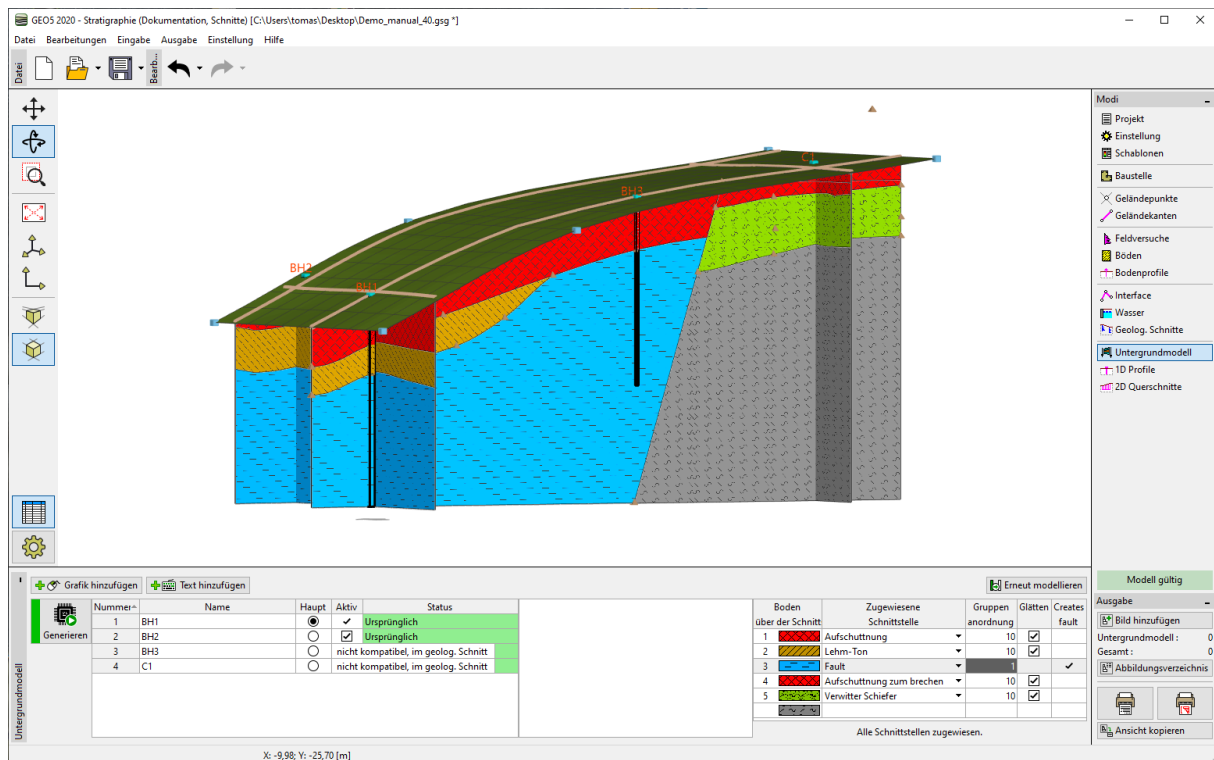 GEO5 2020 - Stratigraphie (Dokumentation, Schnitte) [C:\Users\tomas\Desktop\Demo_manual_40.gsg *]
Datei Bearbeitungen Eingabe Ausgabe Einstellung Hilfe
Datei
Bearb...
BH2
BH1
BH3
C1
Modi
Projekt
Einstellung
Schablonen
Baustelle
Geländepunkte
Geländekanten
Feldversuche
Böden
Bodenprofile
Interface
Wasser
Geolog. Schnitte
Untergrundmodell
1D Profile
2D Querschnitte
Untergrundmodell
Grafik hinzufügen Text hinzufügen Erneut modellieren
Generieren
Nummer Name Haupt Aktiv Status
1 BH1 Ursprünglich
2 BH2 Ursprünglich
3 BH3 nicht kompatibel, im geolog. Schnitt
4 C1 nicht kompatibel, im geolog. Schnitt
Boden Zugewiesene Gruppen Glätten Creates
über der Schnitt Schnittstelle anordnung fault
1 Aufschuttnung 10
2 Lehm-Ton 10
3 Fault 1
4 Aufschuttnung zum brechen 10
5 Verwitter Schiefer 10
Alle Schnittstellen zugewiesen.
Modell gültig
Ausgabe
Bild hinzufügen
Untergrundmodell : 0
Gesamt : 0
Abbildungsverzeichnis
Ansicht kopieren
X: -9,98; Y: -25,70 [m]